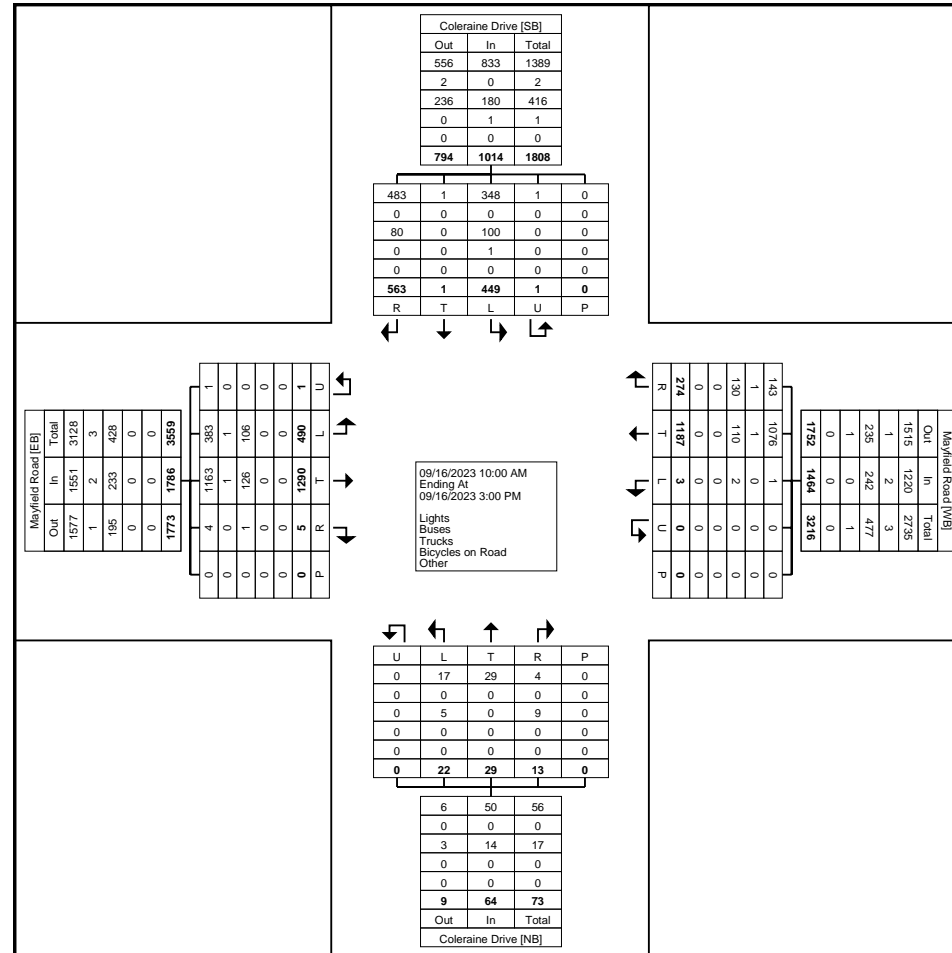 Coleraine Drive [SB]
Out In Total
556 833 1389
2 0 2
236 180 416
0 1 1
0 0 0
794 1014 1808
483 1 348 1 0
0 0 0 0 0
80 0 100 0 0
0 0 1 0 0
0 0 0 0 0
563 1 449 1 0
R T L U P
Mayfield Road [EB]
Total In Out
3128 1551 1577
3 2 1
428 233 195
0 0 0
0 0 0
3559 1786 1773
1 383 1163 4 0
0 1 1 0 0
0 106 126 1 0
0 0 0 0 0
0 0 0 0 0
1 490 1290 5 0
U L T R P
09/16/2023 10:00 AM
Ending At
09/16/2023 3:00 PM
Lights
Buses
Trucks
Bicycles on Road
Other
Mayfield Road [WB]
Out In Total
1515 1220 2735
1 2 3
235 242 477
1 0 1
0 0 0
1752 1464 3216
143 1076 1 0 0
1 1 0 0 0
130 110 2 0 0
0 0 0 0 0
0 0 0 0 0
274 1187 3 0 0
R T L U P
U L T R P
0 17 29 4 0
0 0 0 0 0
0 5 0 9 0
0 0 0 0 0
0 0 0 0 0
0 22 29 13 0
6 50 56
0 0 0
3 14 17
0 0 0
0 0 0
9 64 73
Out In Total
Coleraine Drive [NB]